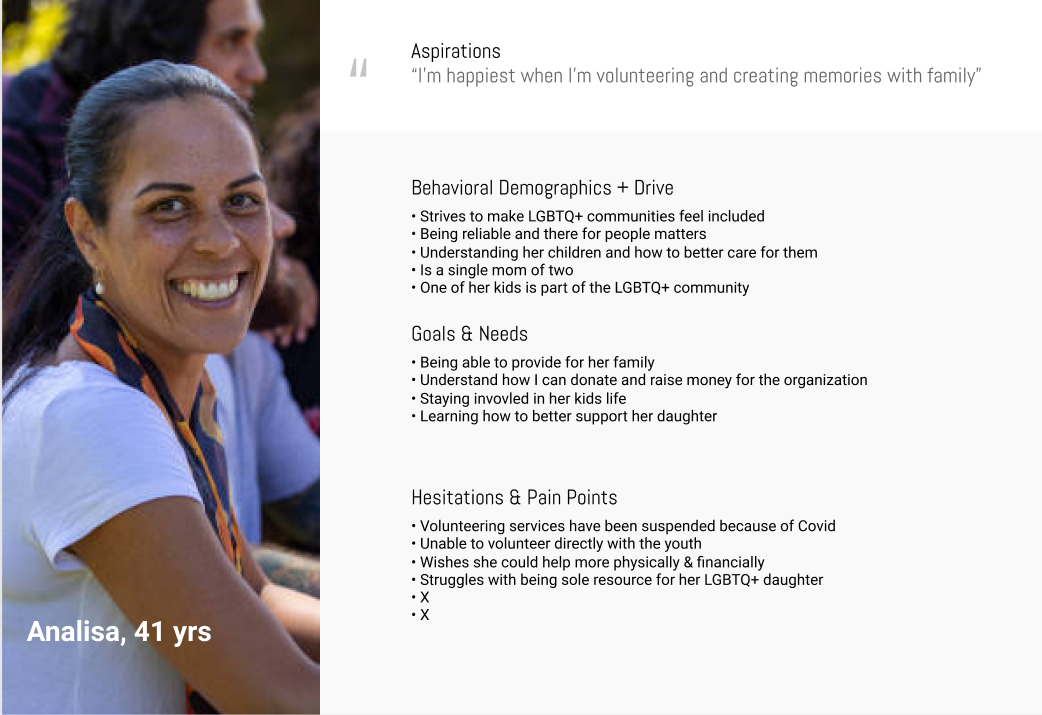 Aspirations
“I’m happiest when I’m volunteering and creating memories with family”
Behavioral Demographics + Drive
• Strives to make LGBTQ+ communities feel included
• Being reliable and there for people matters
• Understanding her children and how to better care for them
• Is a single mom of two
• One of her kids is part of the LGBTQ+ community
Goals & Needs
• Being able to provide for her family
• Understand how I can donate and raise money for the organization
• Staying invovled in her kids life
• Learning how to better support her daughter
Hesitations & Pain Points
• Volunteering services have been suspended because of Covid
• Unable to volunteer directly with the youth
• Wishes she could help more physically & financially
• Struggles with being sole resource for her LGBTQ+ daughter
• X
• X
Analisa, 41 yrs